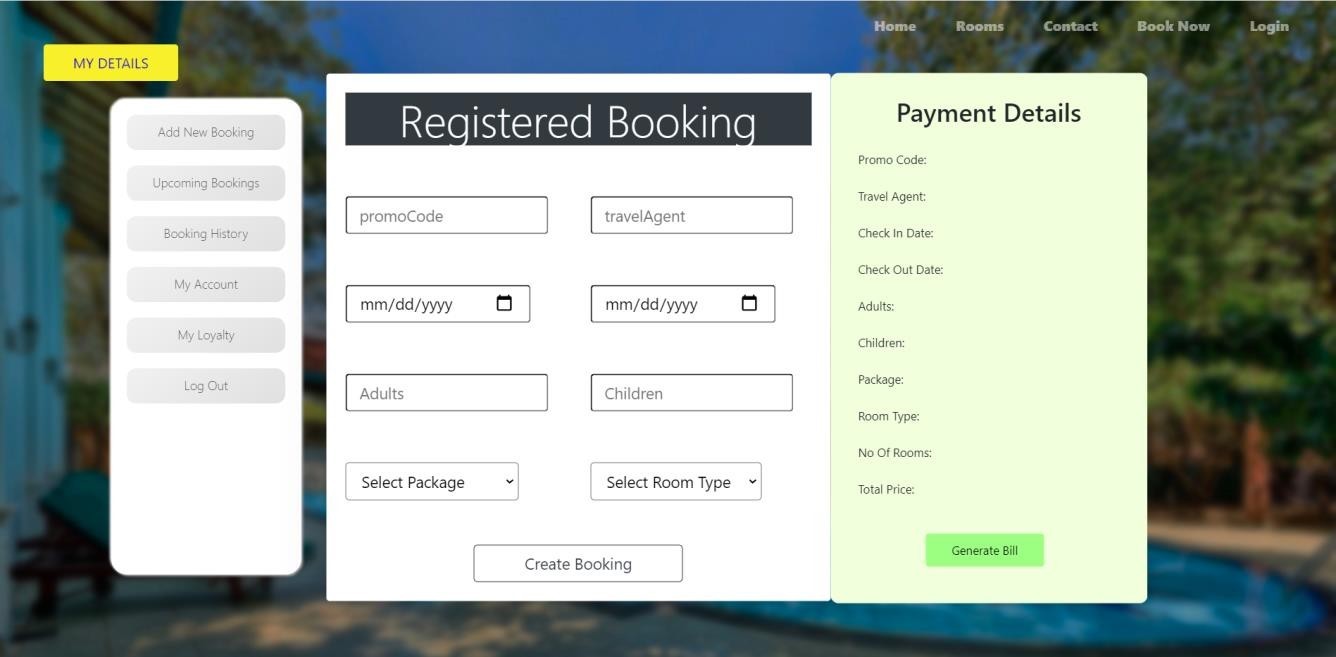 Home Rooms Contact Book Now Login
MY DETAILS
Add New Booking
Upcoming Bookings
Booking History
My Account
My Loyalty
Log Out
Registered Booking
promoCode travelAgent
mm/dd/yyyy mm/dd/yyyy
Adults Children
Select Package Select Room Type
Create Booking
Payment Details
Promo Code:
Travel Agent:
Check In Date:
Check Out Date:
Adults:
Children:
Package:
Room Type:
No Of Rooms:
Total Price:
Generate Bill